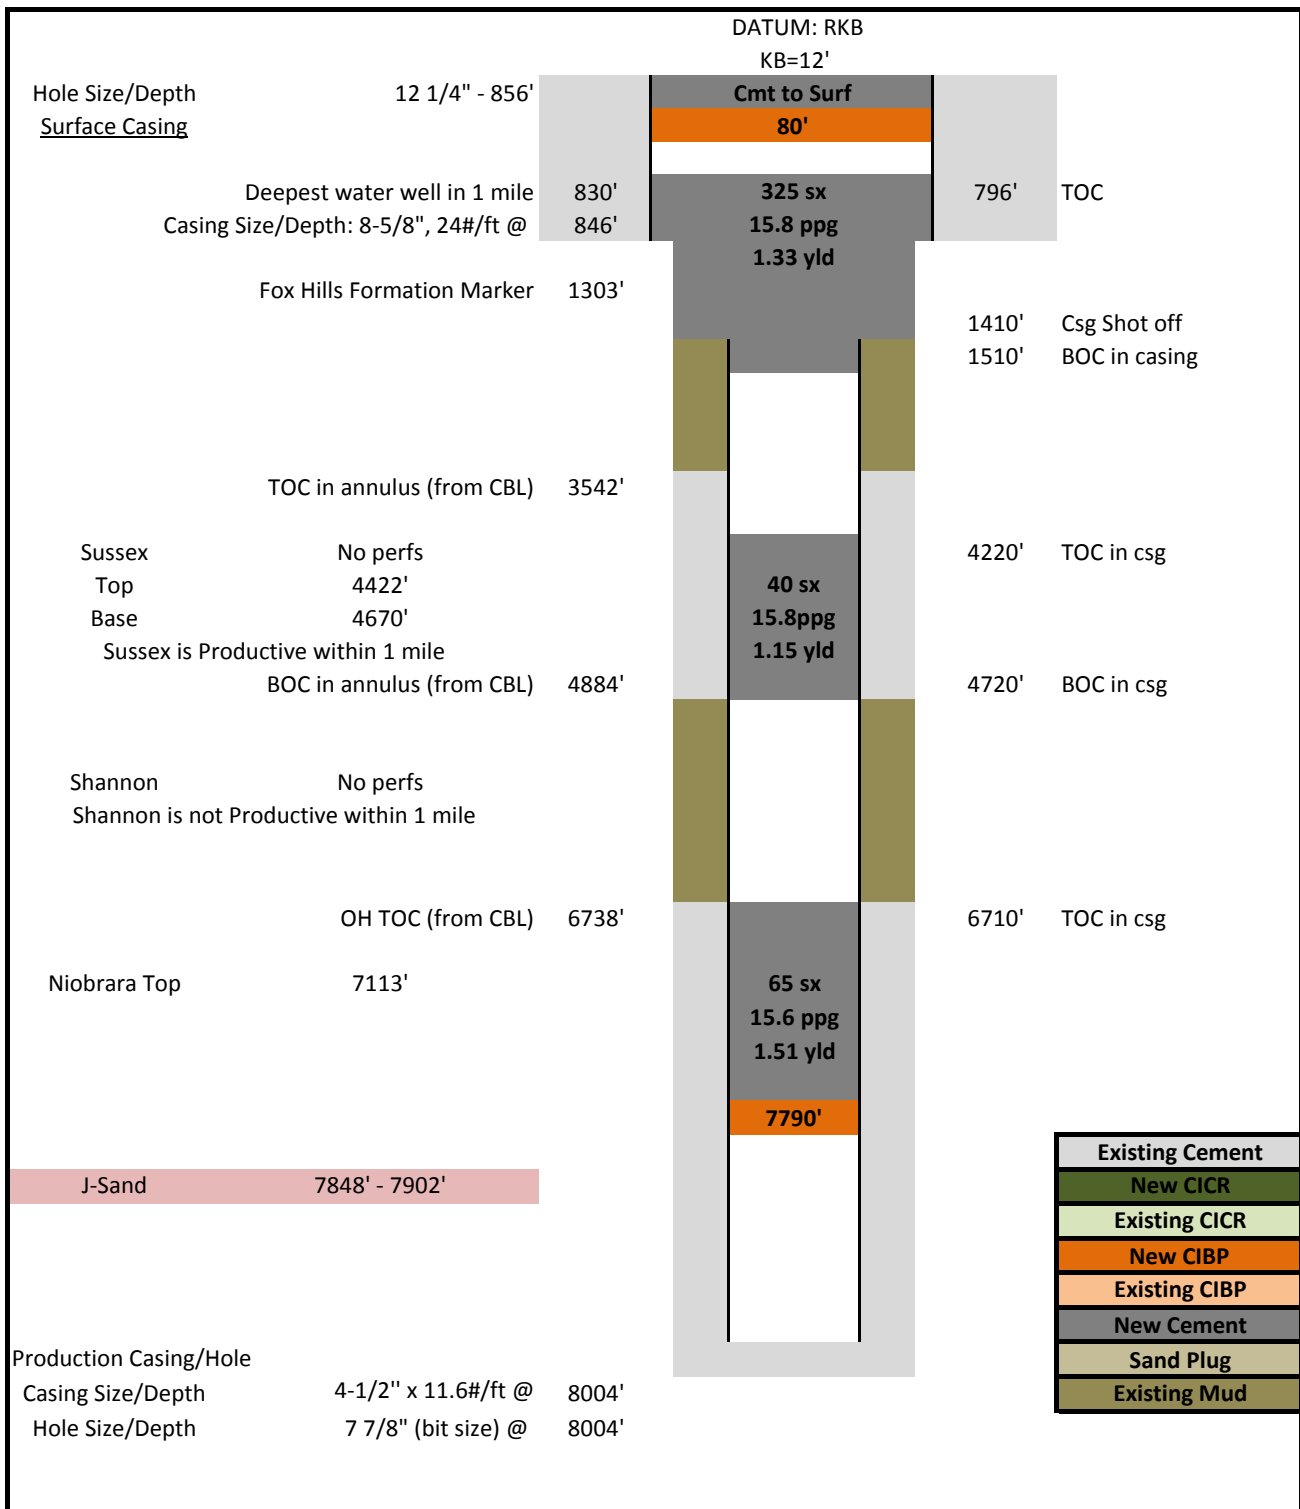 DATUM: RKB
KB=12'
Hole Size/Depth 12 1/4" - 856' Cmt to Surf
Surface Casing 80'
Deepest water well in 1 mile 830' 325 sx 796' TOC
Casing Size/Depth: 8-5/8", 24#/ft @ 846' 15.8 ppg
1.33 yld
Fox Hills Formation Marker 1303'
1410' Csg Shot off
1510' BOC in casing
TOC in annulus (from CBL) 3542'
Sussex No perfs 4220' TOC in csg
Top 4422' 40 sx
Base 4670' 15.8ppg
Sussex is Productive within 1 mile 1.15 yld
BOC in annulus (from CBL) 4884' 4720' BOC in csg
Shannon No perfs
Shannon is not Productive within 1 mile
OH TOC (from CBL) 6738' 6710' TOC in csg
Niobrara Top 7113' 65 sx
15.6 ppg
1.51 yld
7790'
Existing Cement
J-Sand 7848' - 7902' New CICR
Existing CICR
New CIBP
Existing CIBP
New Cement
Production Casing/Hole Sand Plug
Casing Size/Depth 4-1/2'' x 11.6#/ft @ 8004' Existing Mud
Hole Size/Depth 7 7/8" (bit size) @ 8004'